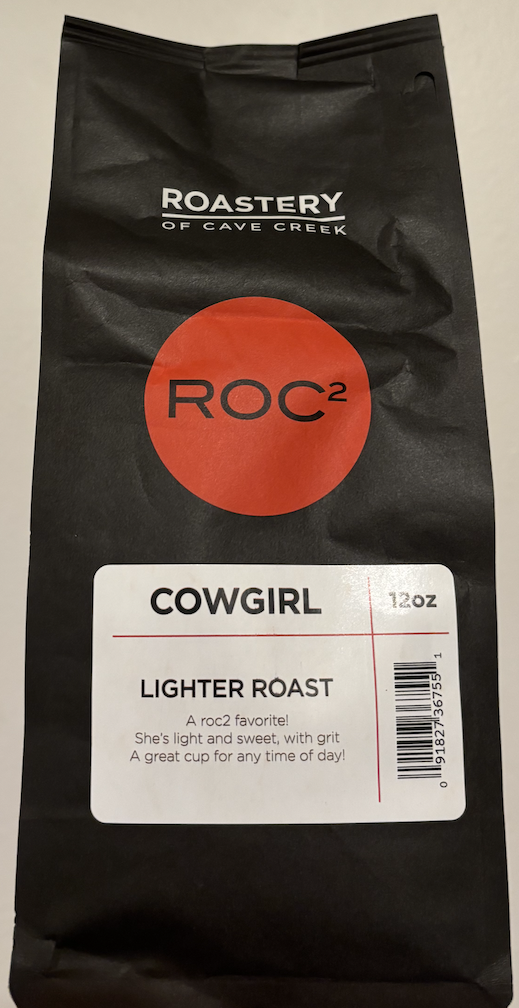 ROASTERY
OF CAVE CREEK
ROC²
COWGIRL
12oz
LIGHTER ROAST
A roc2 favorite!
She's light and sweet, with grit
A great cup for any time of day!
0 91827 36755 1